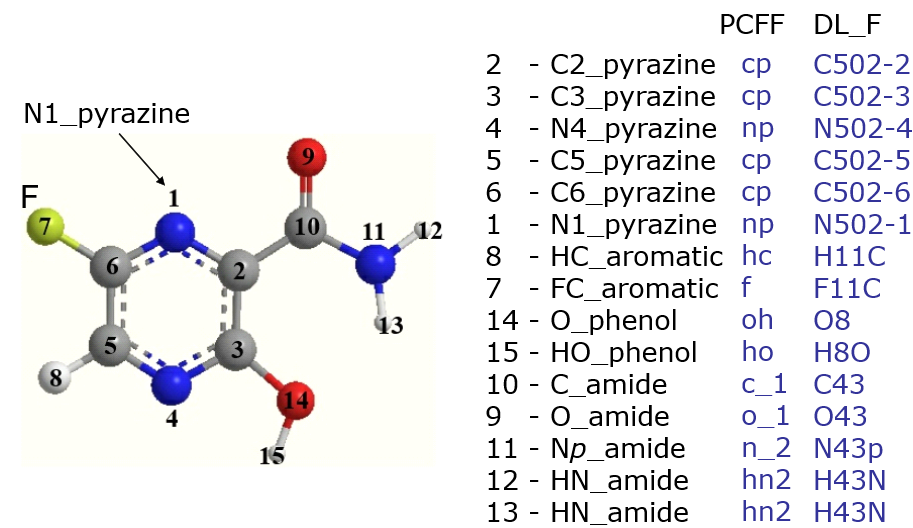 PCFF DL_F
2 - C2_pyrazine cp C502-2
3 - C3_pyrazine cp C502-3
4 - N4_pyrazine np N502-4
5 - C5_pyrazine cp C502-5
6 - C6_pyrazine cp C502-6
1 - N1_pyrazine np N502-1
8 - HC_aromatic hc H11C
7 - FC_aromatic f F11C
14 - O_phenol oh O8
15 - HO_phenol ho H8O
10 - C_amide c_1 C43
9 - O_amide o_1 O43
11 - Np_amide n_2 N43p
12 - HN_amide hn2 H43N
13 - HN_amide hn2 H43N
N1_pyrazine
9
F
1
7
10
11
12
6
2
13
5
3
8
4
14
15